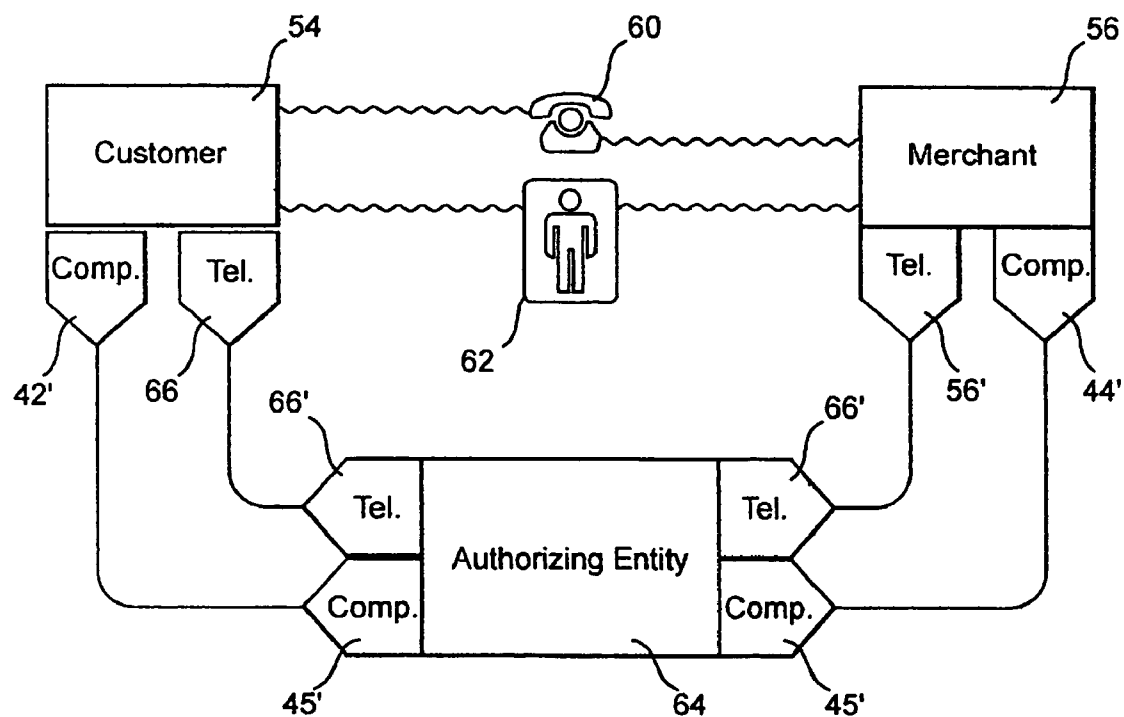 54
60
56
Customer
Merchant
Comp.
Tel.
Tel.
Comp.
42'
66
62
56'
44'
66'
66'
Tel.
Tel.
Authorizing Entity
Comp.
Comp.
45'
64
45'